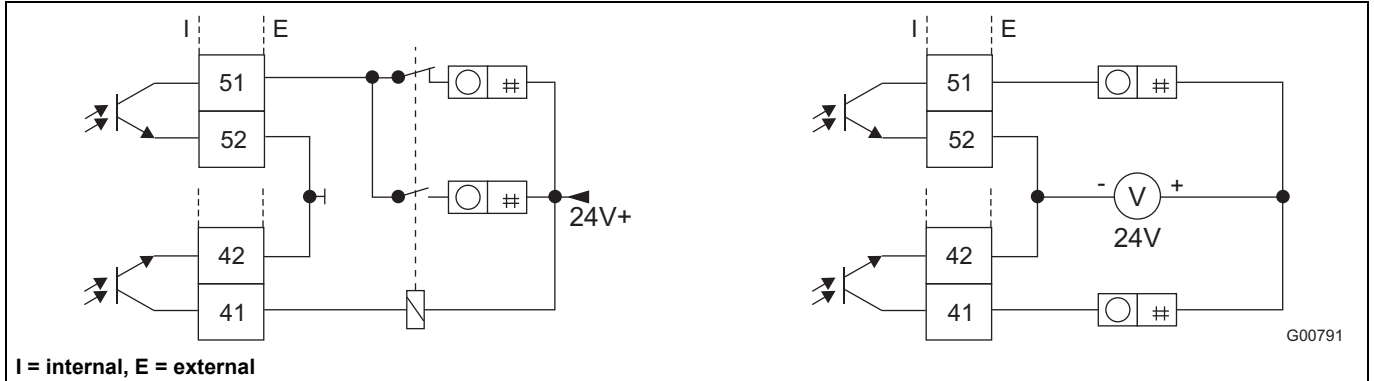 I E
51
52
24V+
42
41
I E
51
52
- V +
24V
42
41
G00791
I = internal, E = external